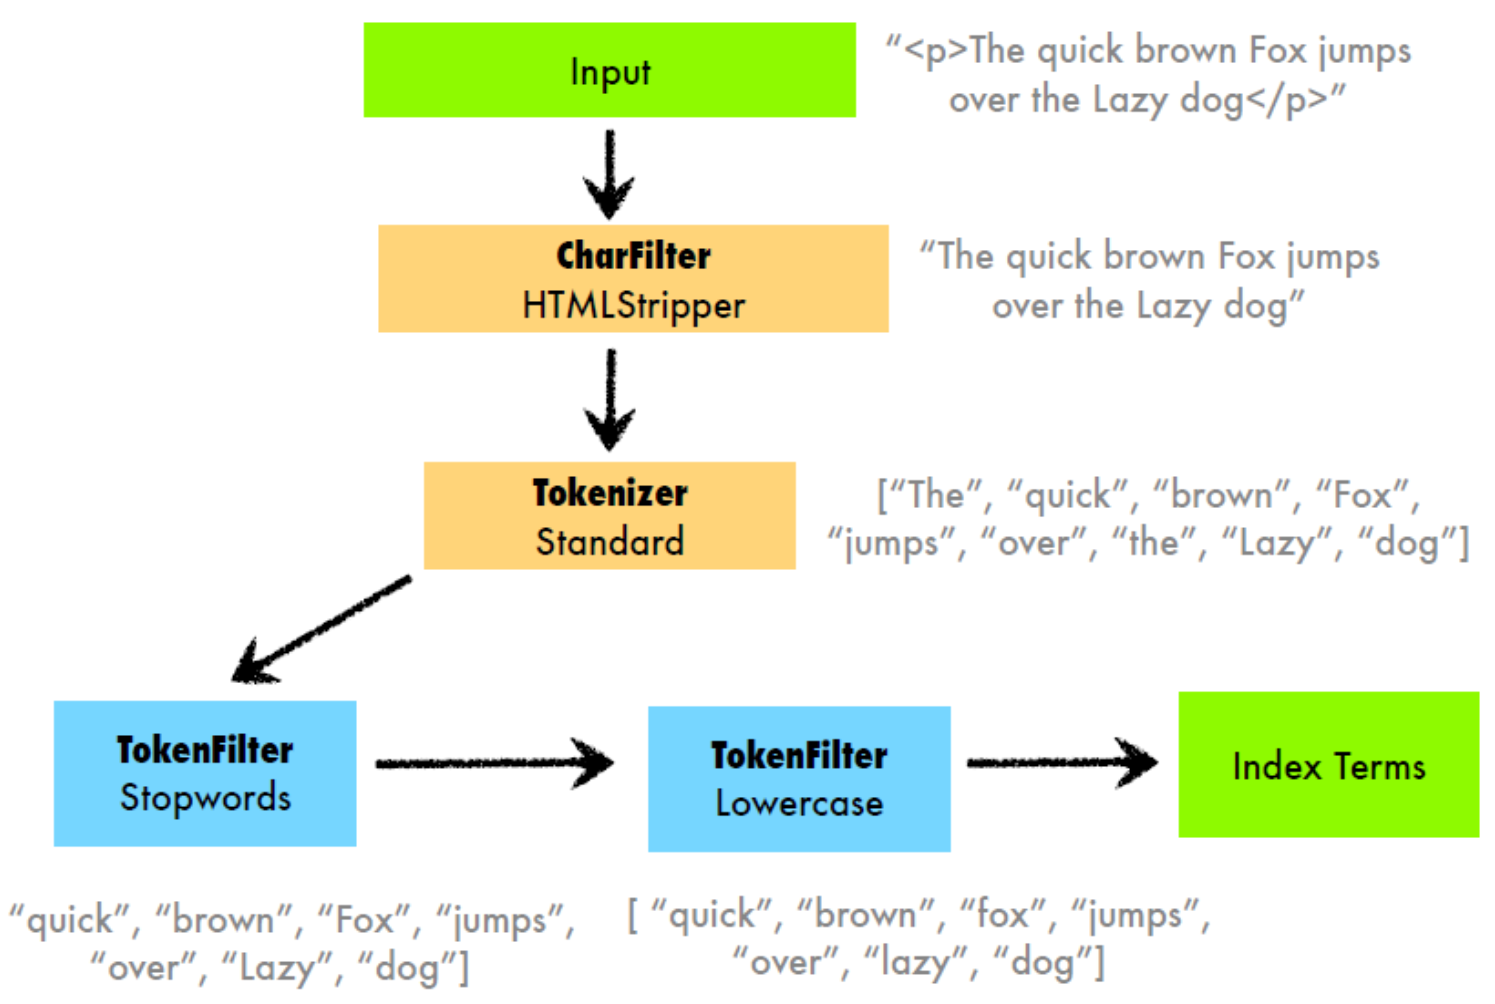 Input
“<p>The quick brown Fox jumps
over the Lazy dog</p>”
CharFilter
HTMLStripper
“The quick brown Fox jumps
over the Lazy dog”
Tokenizer
Standard
[“The”, “quick”, “brown”, “Fox”,
“jumps”, “over”, “the”, “Lazy”, “dog”]
TokenFilter
Stopwords
TokenFilter
Lowercase
Index Terms
“quick”, “brown”, “Fox”, “jumps”,
“over”, “Lazy”, “dog”]
[ “quick”, “brown”, “fox”, “jumps”,
“over”, “lazy”, “dog”]